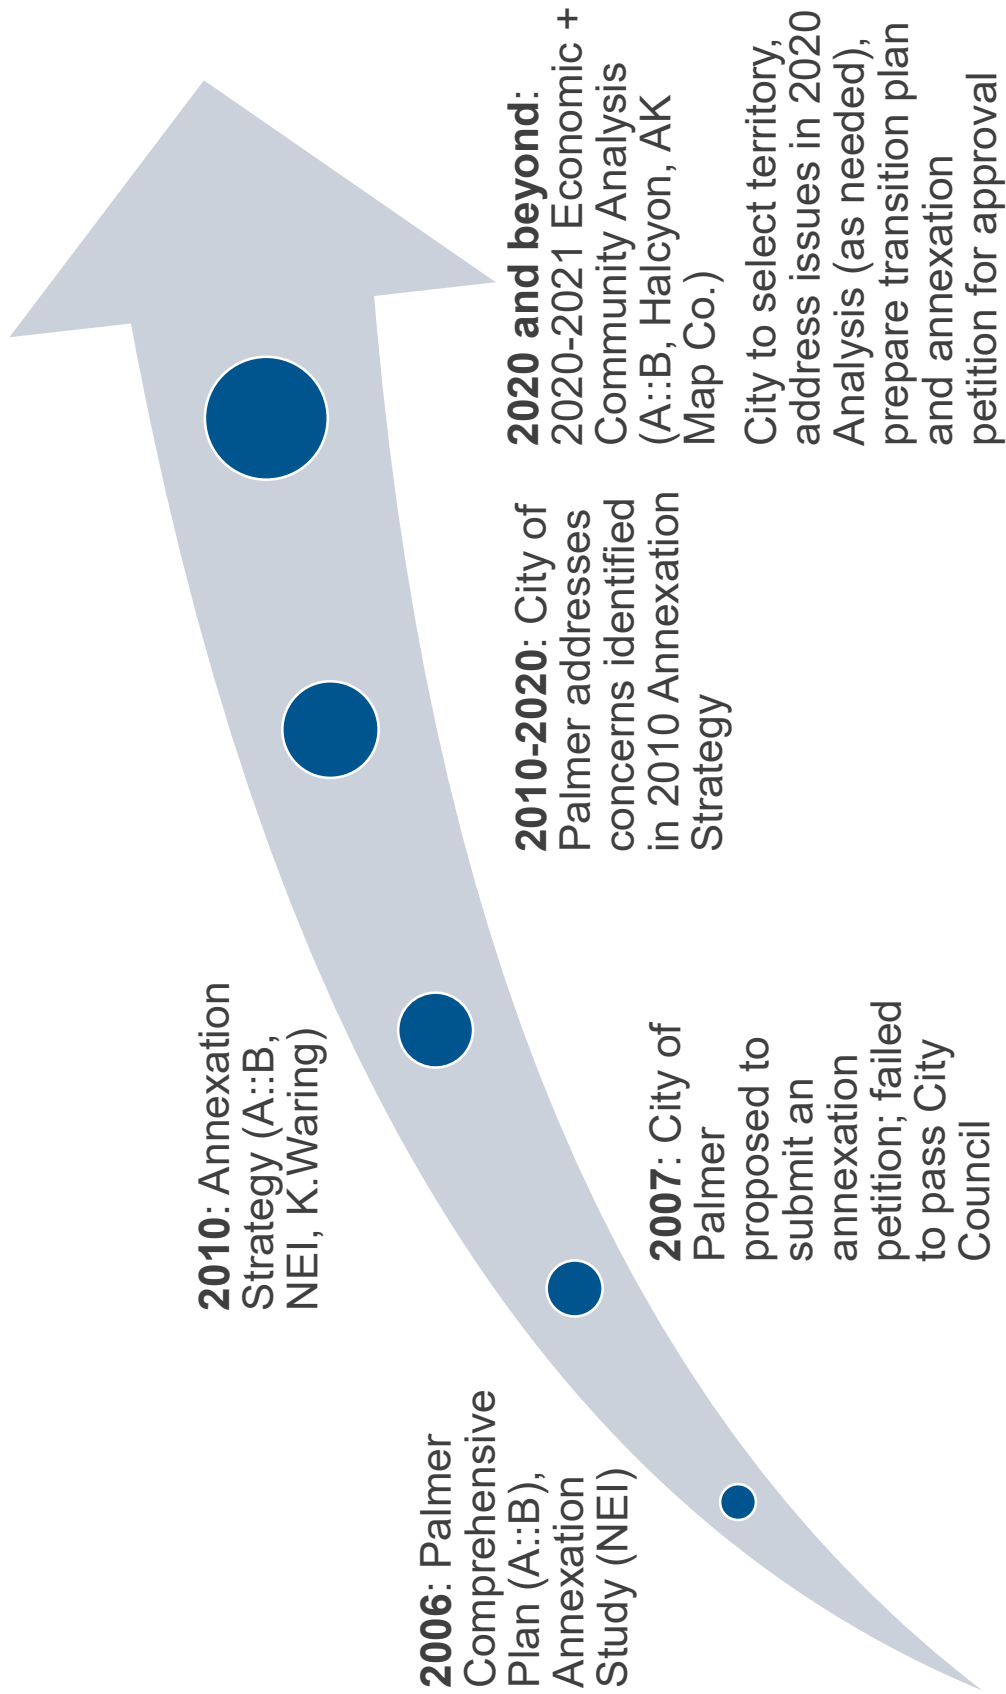 2006: Palmer
Comprehensive
Plan (A::B),
Annexation
Study (NEI)
2007: City of
Palmer
proposed to
submit an
annexation
petition; failed
to pass City
Council
2010: Annexation
Strategy (A::B,
NEI, K.Waring)
2010-2020: City of
Palmer addresses
concerns identified
in 2010 Annexation
Strategy
2020 and beyond:
2020-2021 Economic +
Community Analysis
(A::B, Halcyon, AK
Map Co.)
City to select territory,
address issues in 2020
Analysis (as needed),
prepare transition plan
and annexation
petition for approval